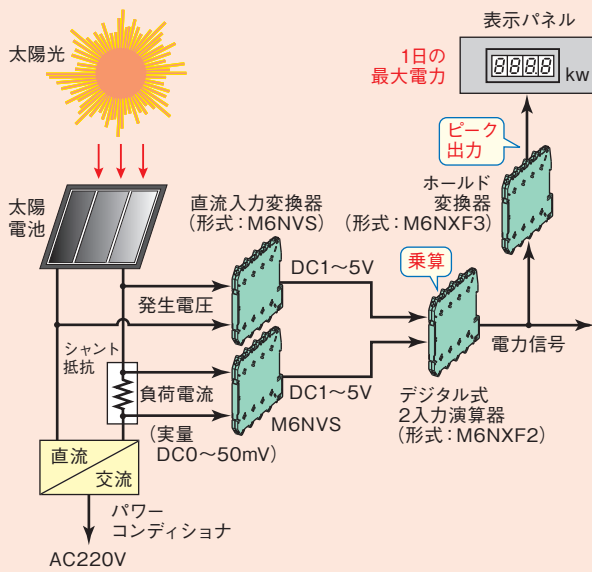 表示パネル
太陽光
1日の
最大電力
8888
kw
ピーク
出力
太陽
電池
直流入力変換器
(形式:M6NVS)
ホールド
変換器
(形式:M6NXF3)
DC1～5V
乗算
発生電圧
電力信号
シャント
抵抗
負荷電流
DC1～5V
M6NVS
デジタル式
2入力演算器
(形式:M6NXF2)
(実量
DC0～50mV)
直流
交流
パワー
コンディショナ
AC220V